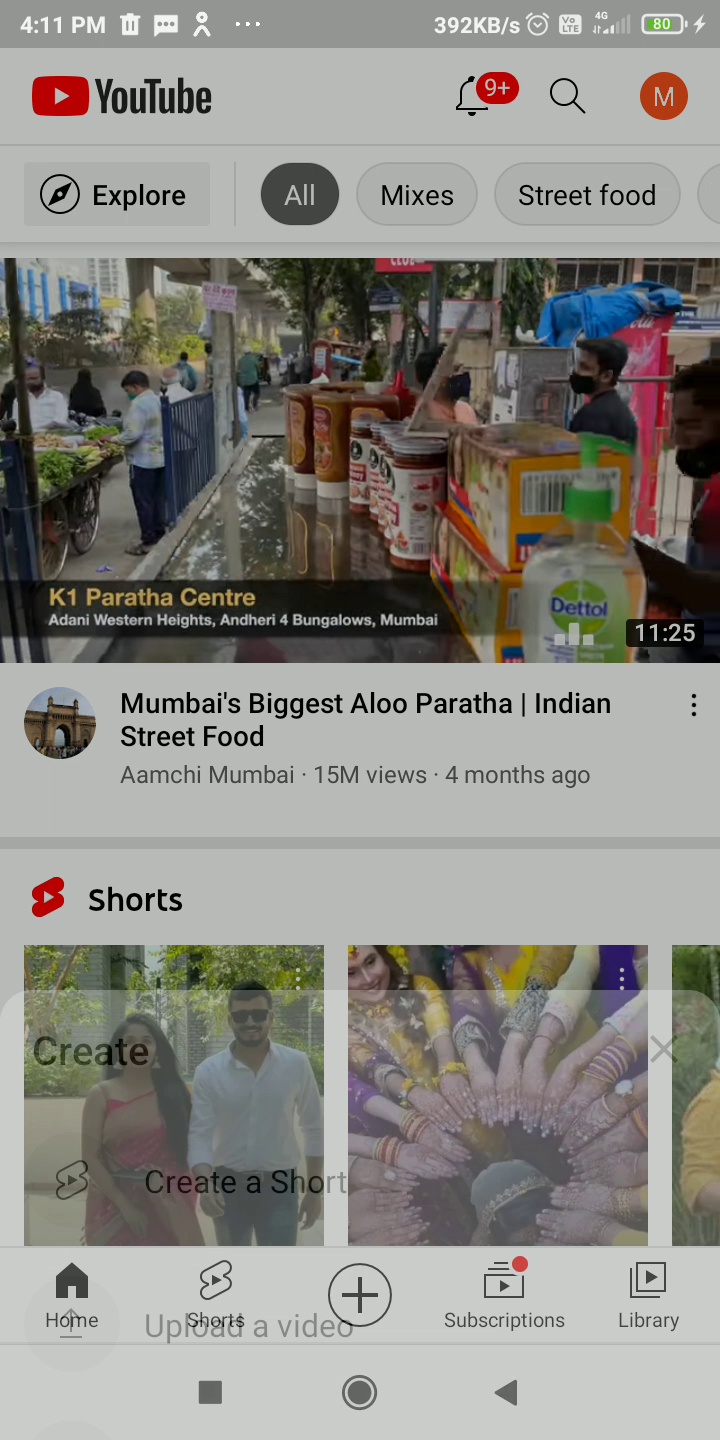 4:11 PM
392KB/s
Vo LTE
4G
80
YouTube
9+
M
Explore
All
Mixes
Street food
K1 Paratha Centre
Adani Western Heights, Andheri 4 Bungalows, Mumbai
Dettol
11:25
Mumbai's Biggest Aloo Paratha | Indian
Street Food
Aamchi Mumbai · 15M views · 4 months ago
Shorts
Create
Create a Short
Upload a video
Home
Shorts
Subscriptions
Library